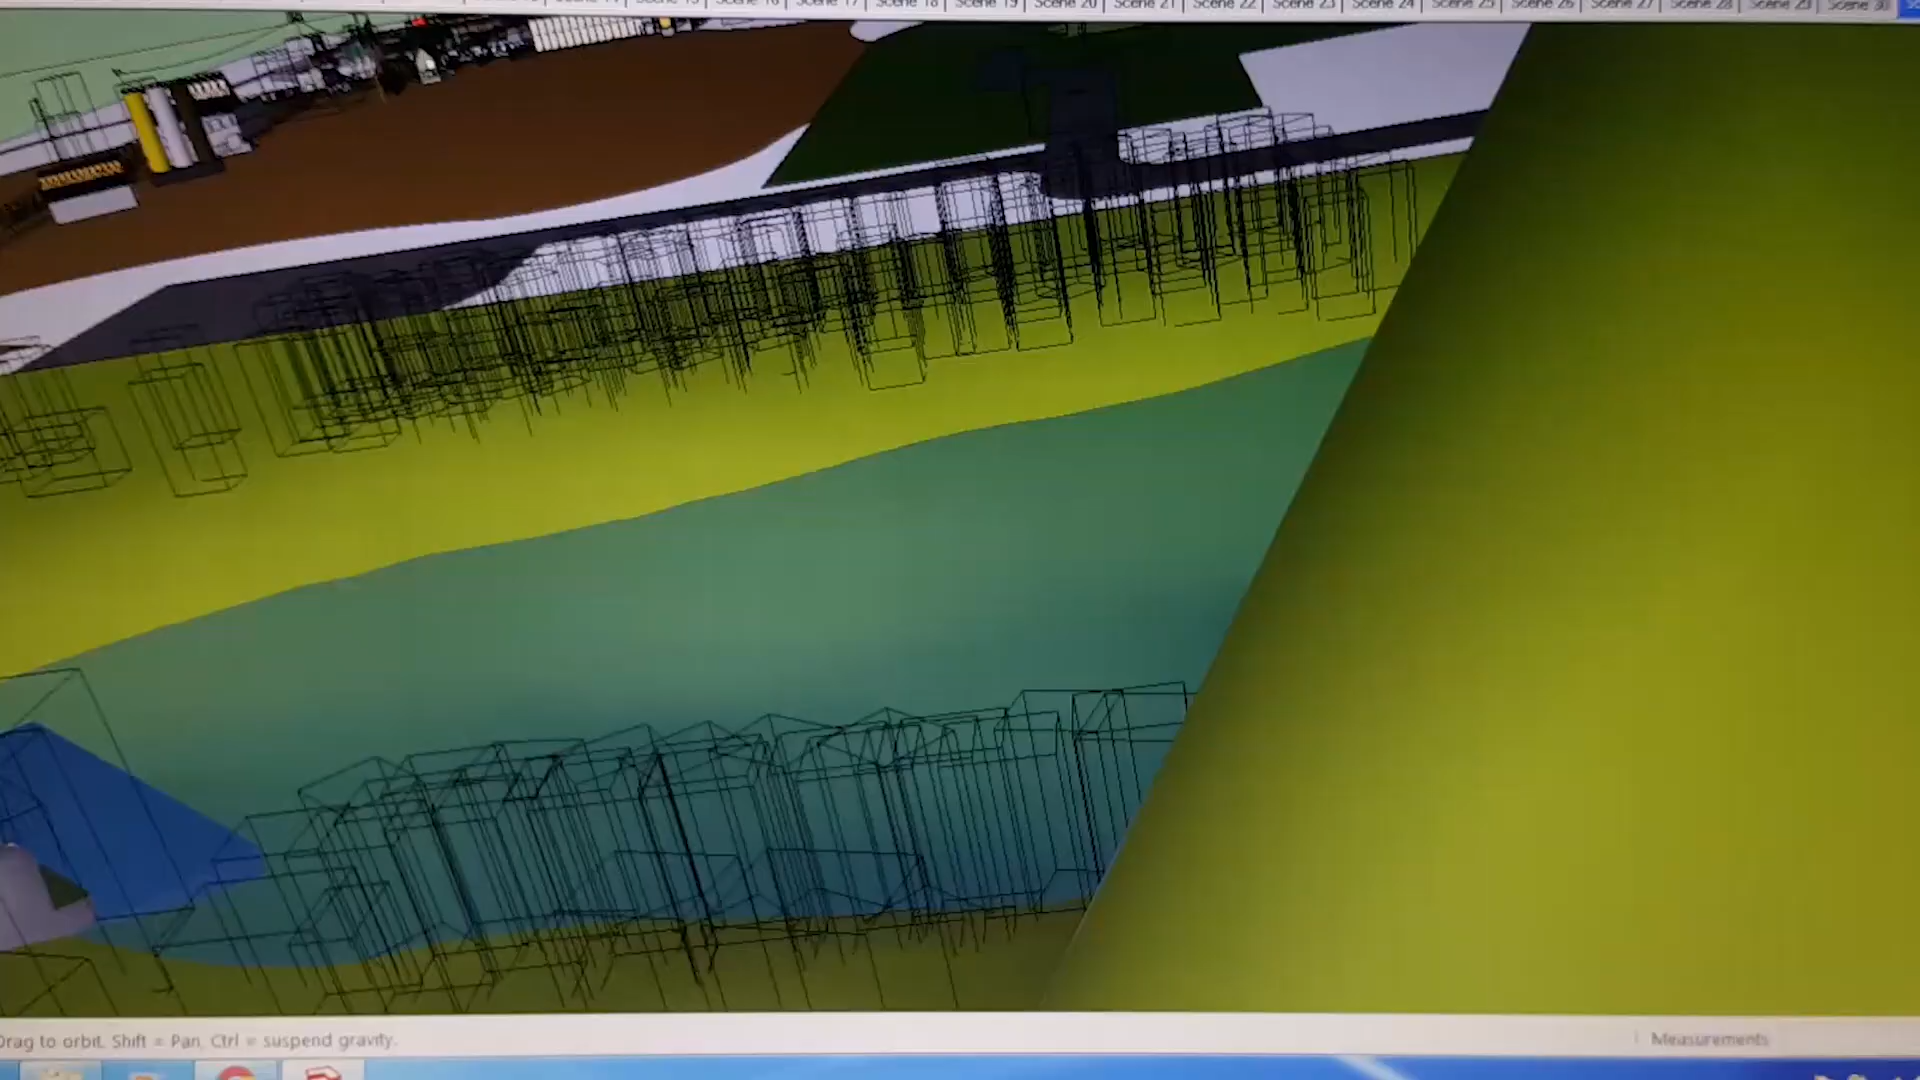 Scene 15 Scene 16 Scene 17 Scene 18 Scene 19 Scene 20 Scene 21 Scene 22 Scene 23 Scene 24 Scene 25 Scene 26 Scene 27 Scene 28 Scene 29 Scene 30
Drag to orbit. Shift = Pan, Ctrl = suspend gravity.
Measurements